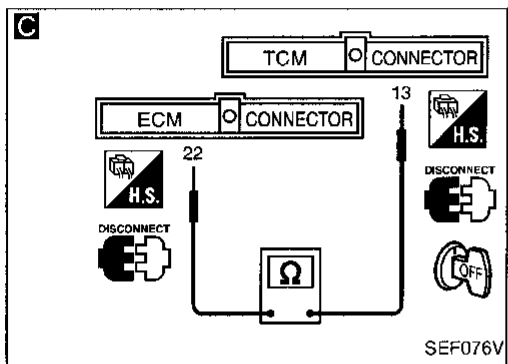 C
TCM CONNECTOR
13
ECM CONNECTOR
H.S.
22
DISCONNECT
H.S.
DISCONNECT
Ω
OFF
SEF076V